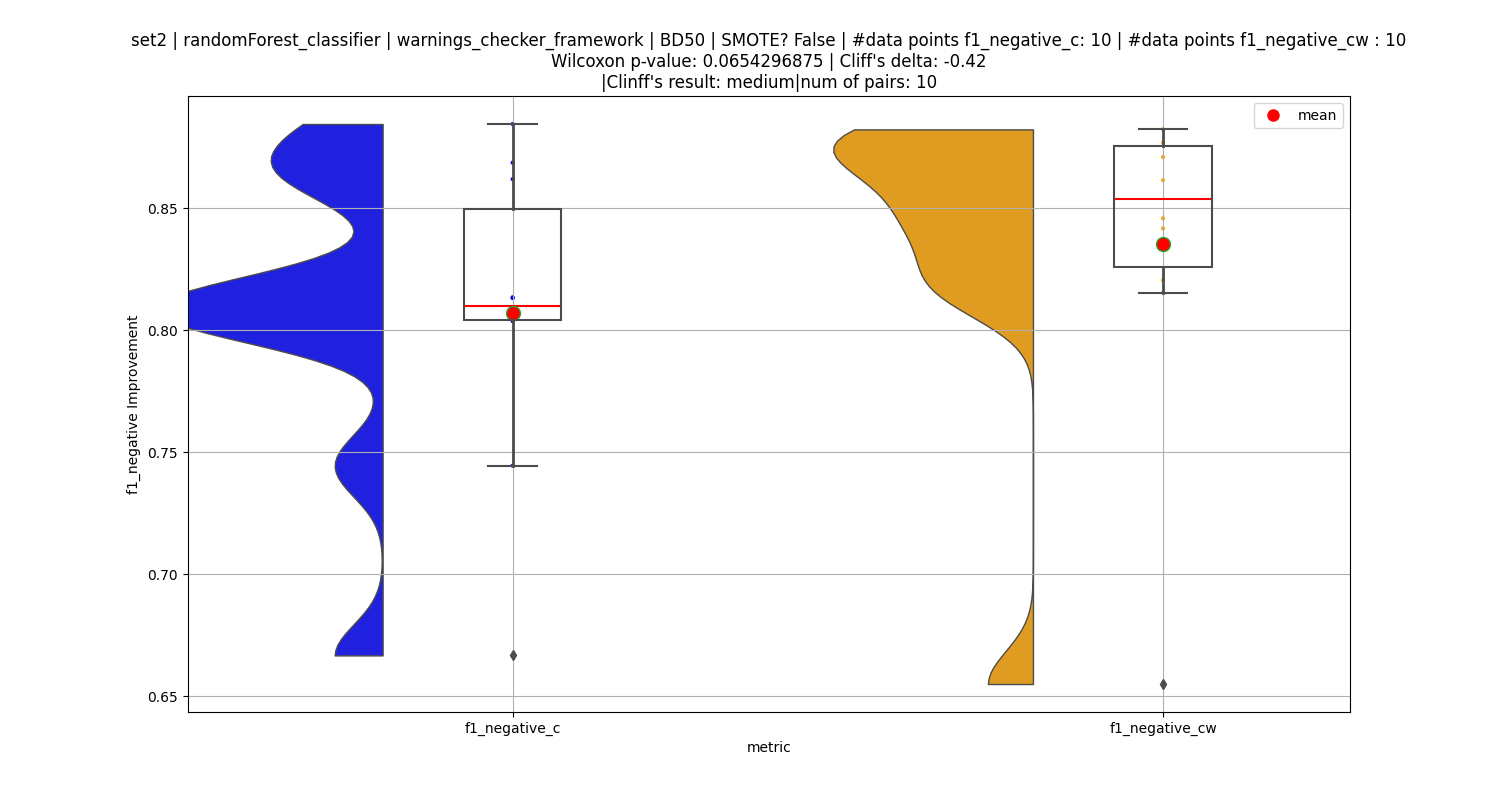 set2 | randomForest_classifier | warnings_checker_framework | BD50 | SMOTE? False | #data points f1_negative_c: 10 | #data points f1_negative_cw : 10
Wilcoxon p-value: 0.0654296875 | Cliff's delta: -0.42
|Clinff's result: medium|num of pairs: 10
mean
0.85
0.80
0.75
0.70
0.65
f1_negative Improvement
f1_negative_c
f1_negative_cw
metric